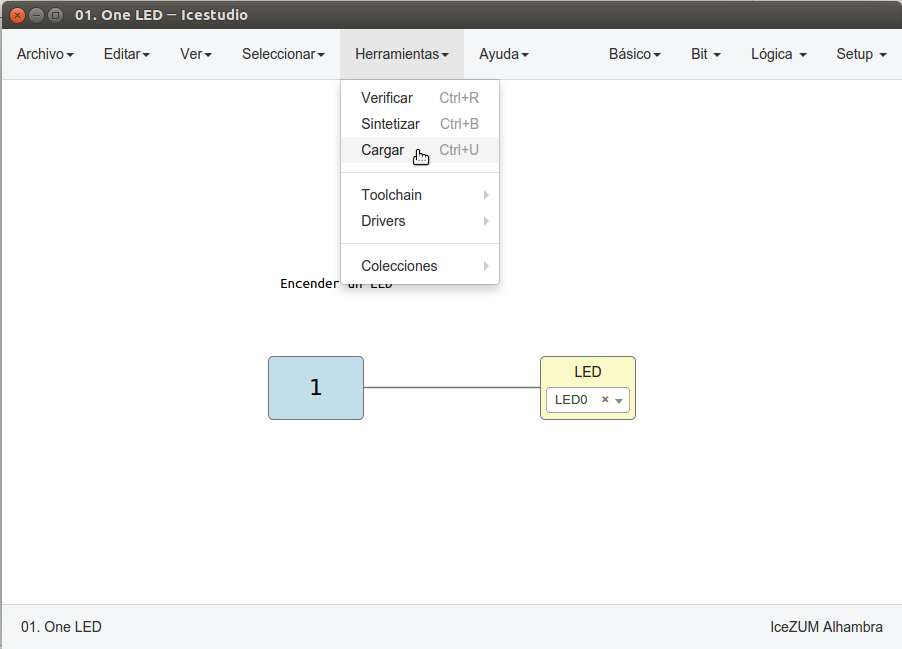 01. One LED — Icestudio
Archivo Editar Ver Seleccionar Herramientas Ayuda Básico Bit Lógica Setup
Verificar Ctrl+R
Sintetizar Ctrl+B
Cargar Ctrl+U
Toolchain
Drivers
Colecciones
Encender un LED
1
LED
LED0
01. One LED IceZUM Alhambra